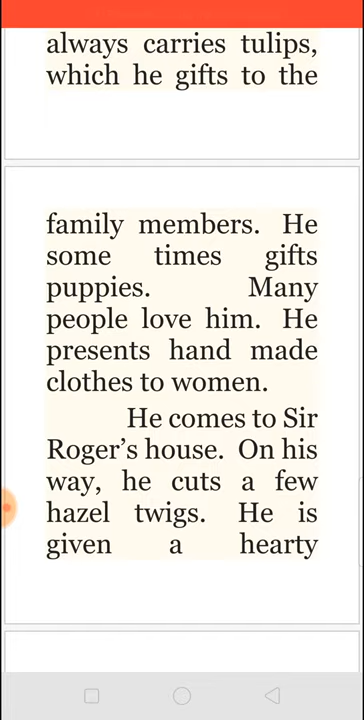 always carries tulips,
which he gifts to the
family members. He
some times gifts
puppies. Many
people love him. He
presents hand made
clothes to women.
He comes to Sir
Roger’s house. On his
way, he cuts a few
hazel twigs. He is
given a hearty